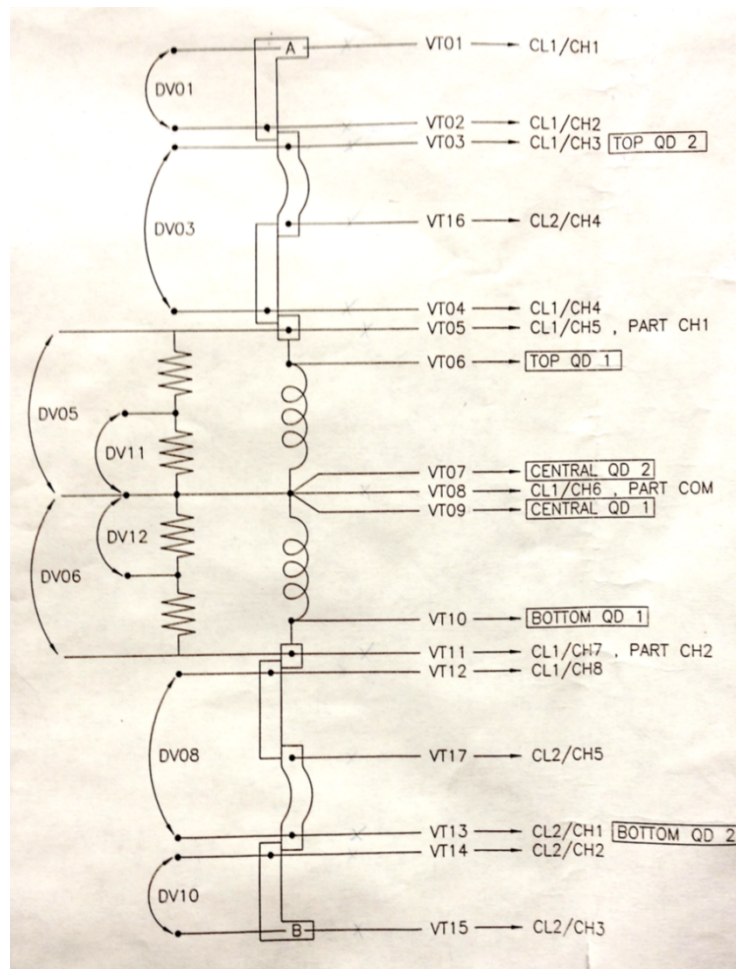 A VT01 CL1/CH1
DV01
VT02 CL1/CH2
VT03 CL1/CH3 TOP QD 2
DV03
VT16 CL2/CH4
VT04 CL1/CH4
VT05 CL1/CH5 , PART CH1
VT06 TOP QD 1
DV05
DV11
VT07 CENTRAL QD 2
VT08 CL1/CH6 , PART COM
VT09 CENTRAL QD 1
DV12
DV06
VT10 BOTTOM QD 1
VT11 CL1/CH7 , PART CH2
VT12 CL1/CH8
DV08
VT17 CL2/CH5
VT13 CL2/CH1 BOTTOM QD 2
VT14 CL2/CH2
DV10
B VT15 CL2/CH3